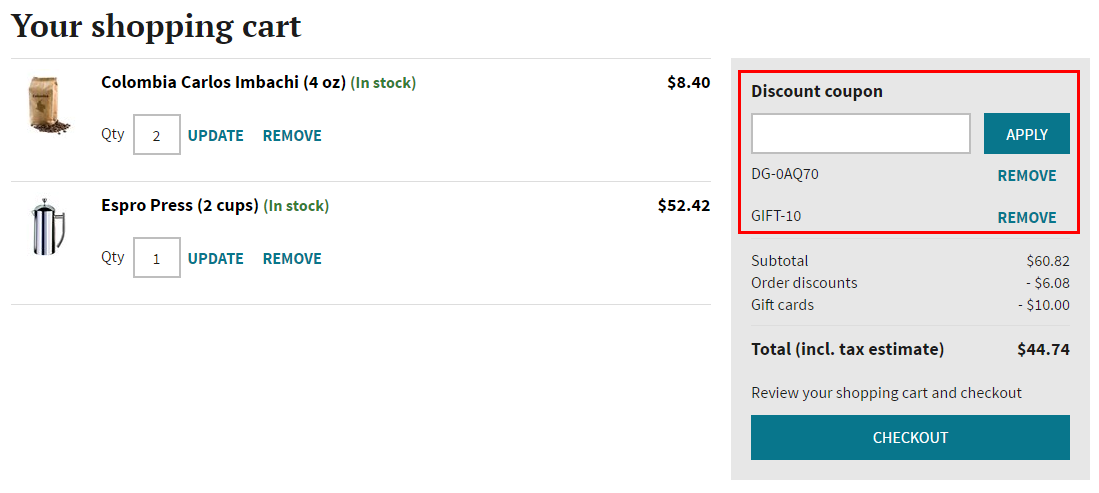 Your shopping cart
Colombia Carlos Imbachi (4 oz) (In stock) $8.40
Qty 2 UPDATE REMOVE
Espro Press (2 cups) (In stock) $52.42
Qty 1 UPDATE REMOVE
Discount coupon
APPLY
DG-0AQ70 REMOVE
GIFT-10 REMOVE
Subtotal $60.82
Order discounts - $6.08
Gift cards - $10.00
Total (incl. tax estimate) $44.74
Review your shopping cart and checkout
CHECKOUT